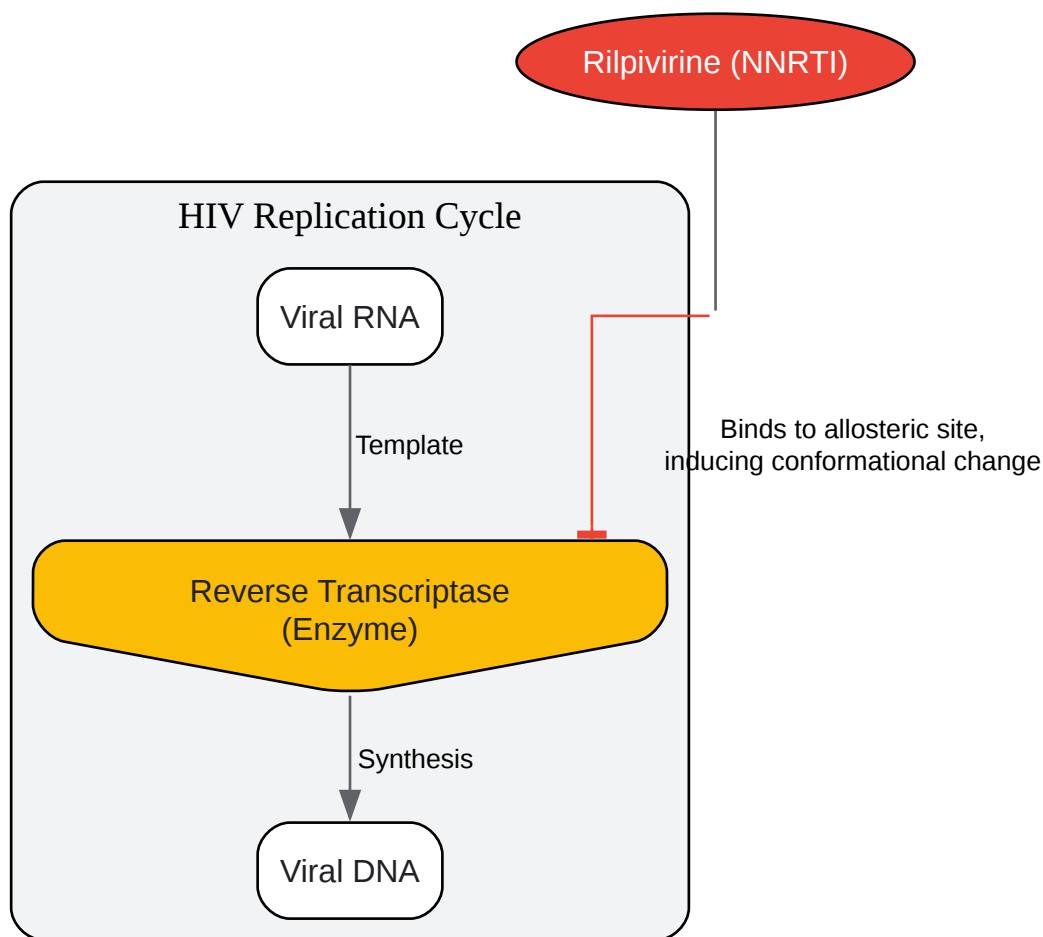 Rilpivirine (NNRTI)
HIV Replication Cycle
Viral RNA
Template
Binds to allosteric site,
inducing conformational change
Reverse Transcriptase
(Enzyme)
Synthesis
Viral DNA